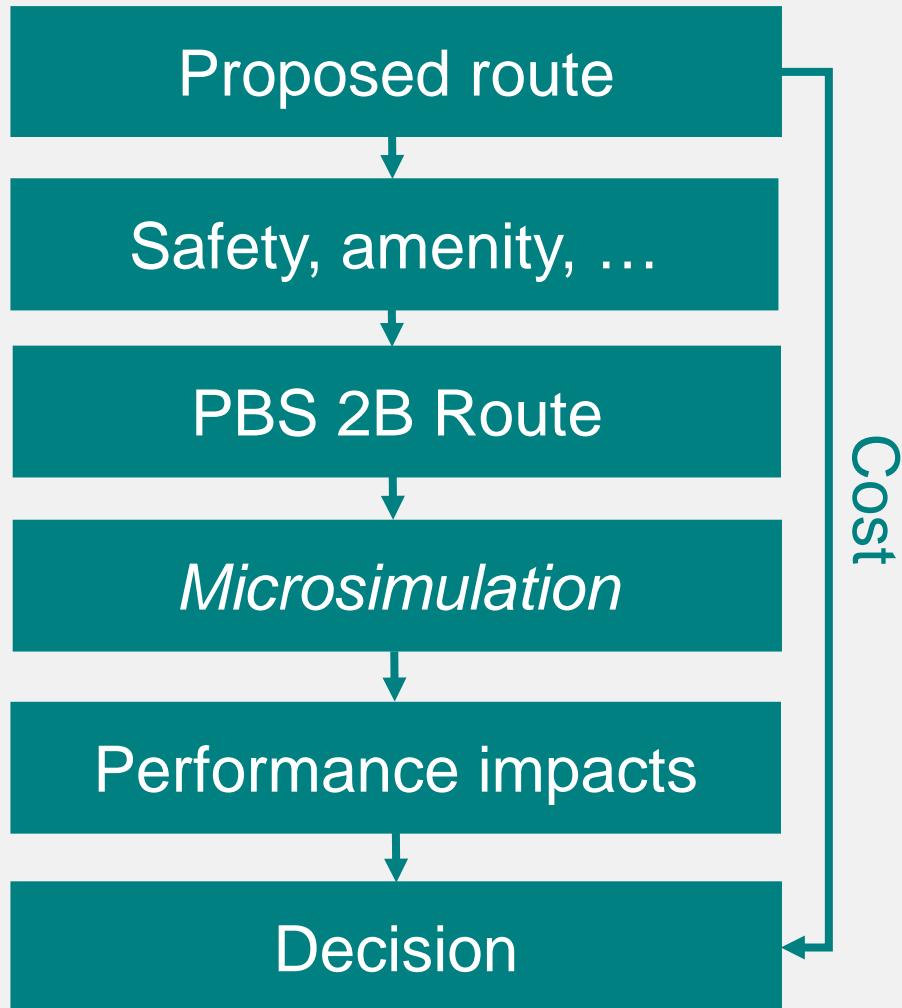 Proposed route
Safety, amenity, …
PBS 2B Route
Microsimulation
Performance impacts
Decision
Cost